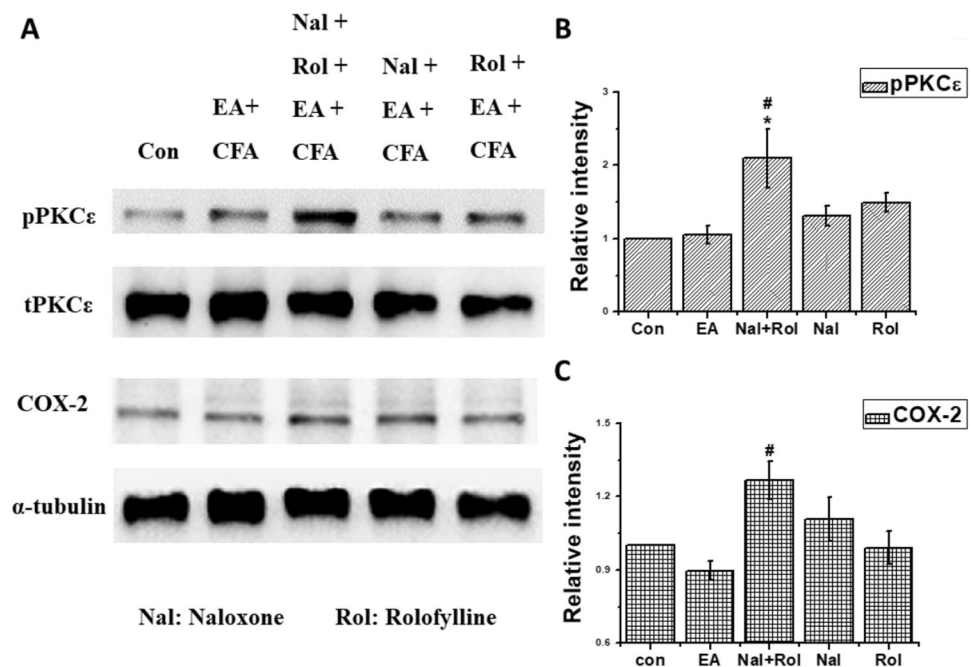 A
Nal +
Rol + Nal + Rol +
EA+ EA + EA + EA +
Con CFA CFA CFA CFA
pPKCε
tPKCε
COX-2
α-tubulin
Nal: Naloxone Rol: Rolofylline
B
pPKCε
Relative intensity
3
2
1
0
#
*
Con EA Nal+Rol Nal Rol
C
COX-2
Relative intensity
1.5
1.2
0.9
0.6
#
con EA Nal+Rol Nal Rol